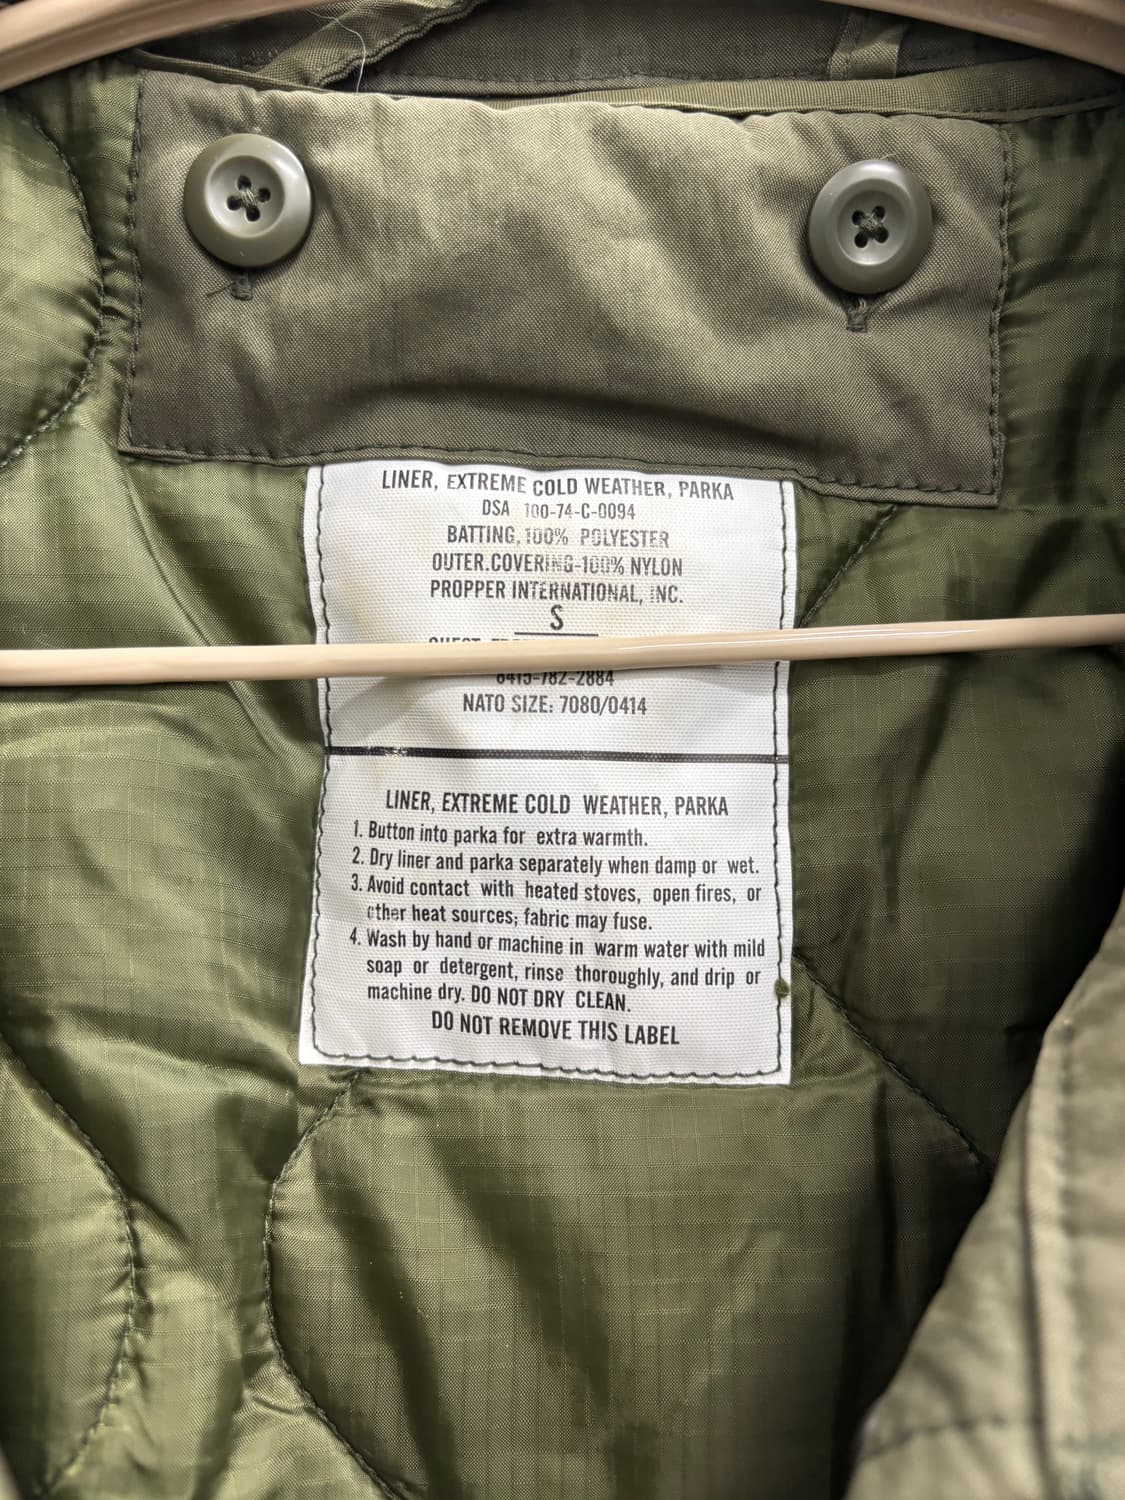 LINER, EXTREME COLD WEATHER, PARKA
DSA 100-74-C-0094
BATTING, 100% POLYESTER
OUTER.COVERING-100% NYLON
PROPPER INTERNATIONAL, INC.
S
8415-782-2884
NATO SIZE: 7080/0414
LINER, EXTREME COLD WEATHER, PARKA
1. Button into parka for extra warmth.
2. Dry liner and parka separately when damp or wet.
3. Avoid contact with heated stoves, open fires, or
other heat sources; fabric may fuse.
4. Wash by hand or machine in warm water with mild
soap or detergent, rinse thoroughly, and drip or
machine dry. DO NOT DRY CLEAN.
DO NOT REMOVE THIS LABEL